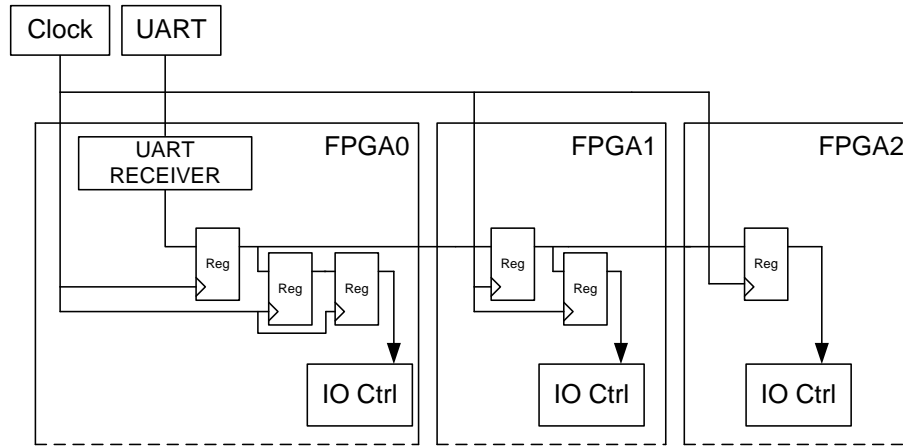 Clock
UART
FPGA0
FPGA1
FPGA2
UART
RECEIVER
Reg
Reg
Reg
Reg
Reg
Reg
IO Ctrl
IO Ctrl
IO Ctrl